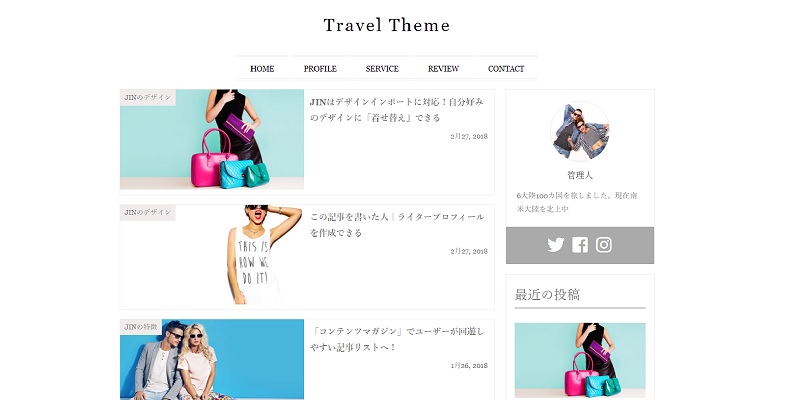 Travel Theme
HOME PROFILE SERVICE REVIEW CONTACT
JINのデザイン
JINはデザインインポートに対応！自分好み
のデザインに「着せ替え」できる
2月27, 2018
JINのデザイン
THIS IS
HOW WE
DO IT!
この記事を書いた人｜ライタープロフィール
を作成できる
2月27, 2018
JINの特徴
「コンテンツマガジン」でユーザーが回遊し
やすい記事リストへ！
1月26, 2018
管理人
6大陸100カ国を旅しました。現在南
米大陸を北上中
最近の投稿